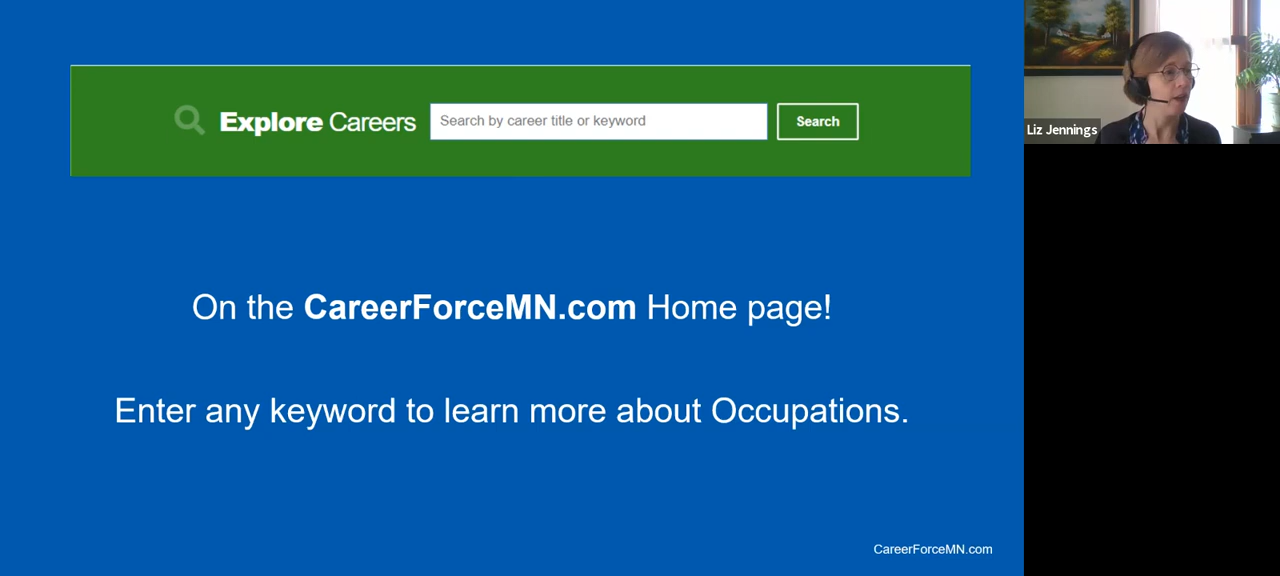 Explore Careers Search by career title or keyword Search
Liz Jennings
On the CareerForceMN.com Home page!
Enter any keyword to learn more about Occupations.
CareerForceMN.com